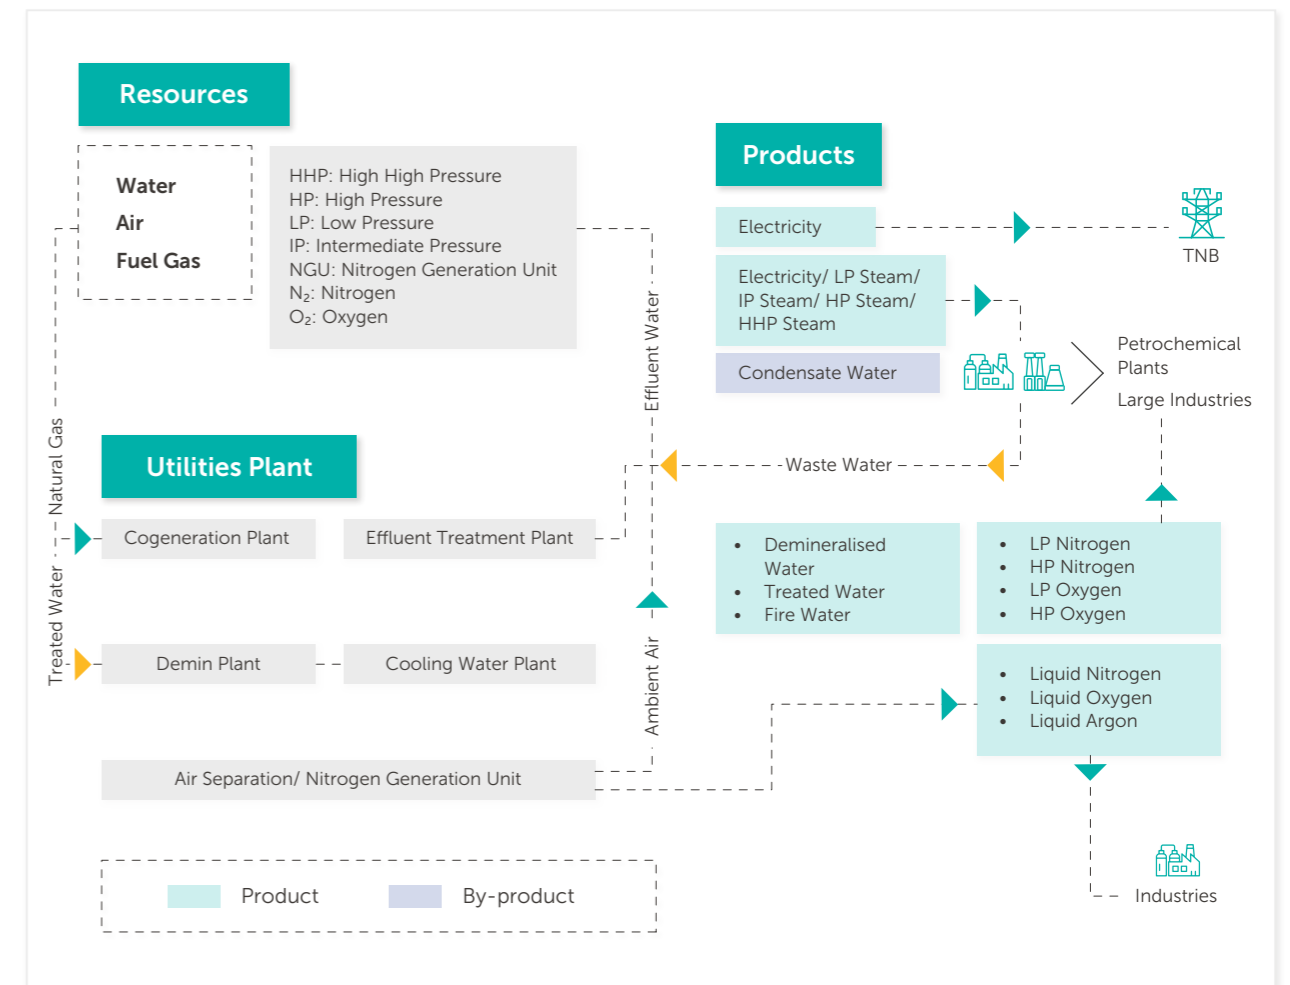 Resources
Water
Air
Fuel Gas
HHP: High High Pressure
HP: High Pressure
LP: Low Pressure
IP: Intermediate Pressure
NGU: Nitrogen Generation Unit
N₂: Nitrogen
O₂: Oxygen
Products
Electricity
TNB
Electricity/ LP Steam/
IP Steam/ HP Steam/
HHP Steam
Condensate Water
Petrochemical
Plants
Large Industries
Natural Gas
Treated Water
Effluent Water
Ambient Air
Waste Water
Utilities Plant
Cogeneration Plant
Effluent Treatment Plant
Demin Plant
Cooling Water Plant
Air Separation/ Nitrogen Generation Unit
• Demineralised
Water
• Treated Water
• Fire Water
• LP Nitrogen
• HP Nitrogen
• LP Oxygen
• HP Oxygen
• Liquid Nitrogen
• Liquid Oxygen
• Liquid Argon
Industries
Product
By-product